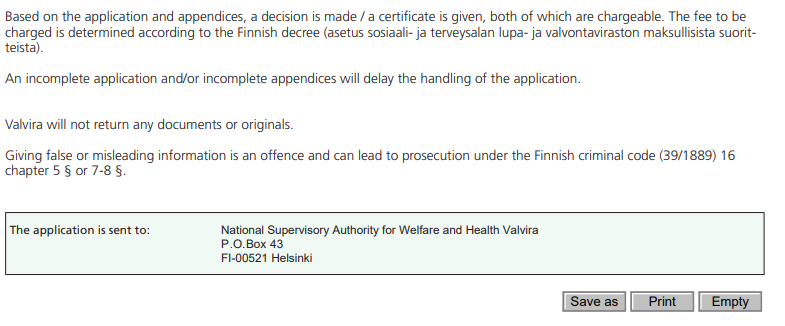 Based on the application and appendices, a decision is made / a certificate is given, both of which are chargeable. The fee to be
charged is determined according to the Finnish decree (asetus sosiaali- ja terveysalan lupa- ja valvontaviraston maksullisista suorit-
teista).
An incomplete application and/or incomplete appendices will delay the handling of the application.
Valvira will not return any documents or originals.
Giving false or misleading information is an offence and can lead to prosecution under the Finnish criminal code (39/1889) 16
chapter 5 § or 7-8 §.
The application is sent to: National Supervisory Authority for Welfare and Health Valvira
P.O.Box 43
FI-00521 Helsinki
Save as Print Empty